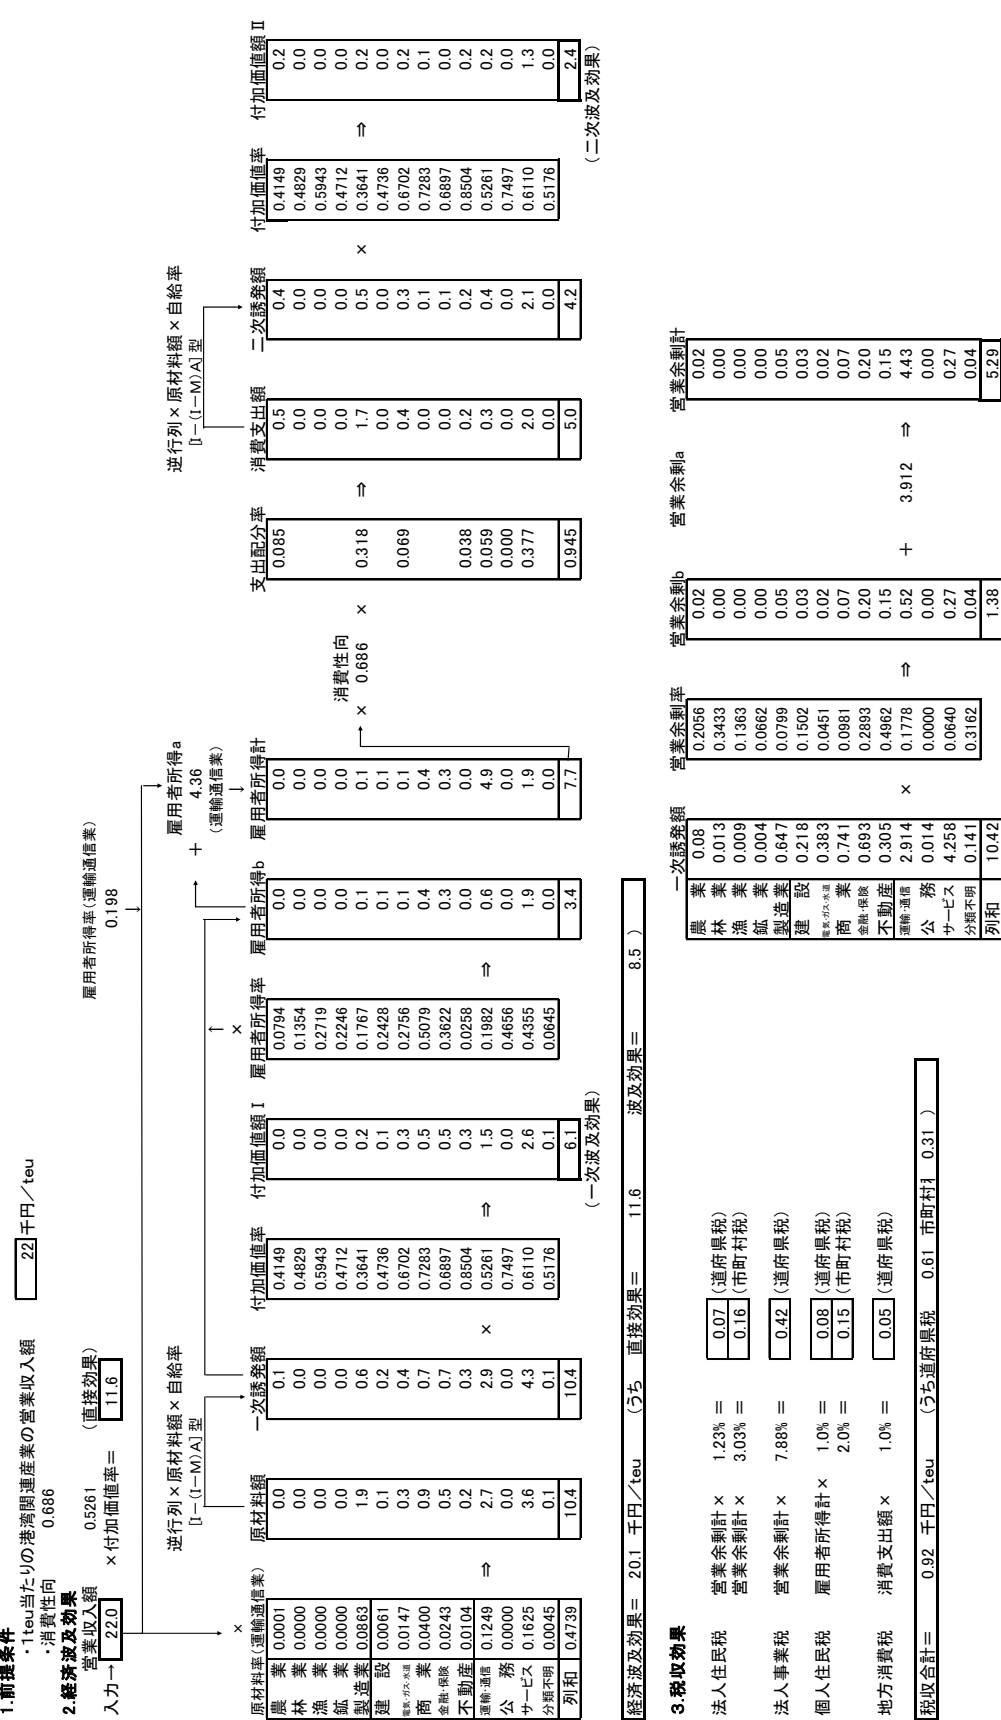 1.前提条件
・1teu当たりの港湾関連産業の営業収入額 22 千円／teu
・消費性向 0.686
2.経済波及効果
営業収入額 0.5261 （直接効果）
入力→ 22.0 ×付加価値率＝ 11.6
雇用者所得率（運輸通信業）
0.198
↓
逆行列×原材料額×自給率
[I－(I－M)A]型
↑
×
＋
雇用者所得a
4.36
（運輸通信業）
↓
消費性向
× 0.686
逆行列×原材料額×自給率
[I－(I－M)A]型
×
原材料率（運輸通信業） 原材料額 一次誘発額 付加価値率 付加価値額Ⅰ 雇用者所得率 雇用者所得b 雇用者所得計 支出配分率 消費支出額 二次誘発額 付加価値率 付加価値額Ⅱ
農業 0.0001 0.0 0.1 0.4149 0.0 0.0794 0.0 0.0 0.085 0.5 0.4 0.4149 0.2
林業 0.0000 0.0 0.0 0.4829 0.0 0.1354 0.0 0.0 0.0 0.0 0.4829 0.0
漁業 0.0000 0.0 0.0 0.5943 0.0 0.2719 0.0 0.0 0.0 0.0 0.5943 0.0
鉱業 0.0000 0.0 0.0 0.4712 0.0 0.2246 0.0 0.0 0.0 0.0 0.4712 0.0
製造業 0.0863 1.9 0.6 0.3641 0.2 0.1767 0.1 0.1 × 0.318 1.7 0.5 × 0.3641 ⇒ 0.2
建設 0.0061 0.1 0.2 0.4736 0.1 0.2428 0.1 0.1 0.0 0.0 0.4736 0.0
電気・ガス・水道 0.0147 0.3 0.4 0.6702 0.3 0.2756 0.1 0.1 0.069 0.4 0.3 0.6702 0.2
商業 0.0400 0.9 0.7 0.7283 0.5 0.5079 0.4 0.4 0.0 0.1 0.7283 0.1
金融・保険 0.0243 0.5 0.7 0.6897 0.5 0.3622 0.3 0.3 0.0 0.1 0.6897 0.0
不動産 0.0104 0.2 0.3 0.8504 0.3 0.0258 0.0 0.0 0.038 0.2 0.2 0.8504 0.2
運輸・通信 0.1249 ⇒ 2.7 2.9 × 0.5261 ⇒ 1.5 0.1982 ⇒ 0.6 4.9 0.059 0.3 0.4 0.5261 0.2
公務 0.0000 0.0 0.0 0.7497 0.0 0.4656 0.0 0.0 0.000 0.0 0.0 0.7497 0.0
サービス 0.1625 3.6 4.3 0.6110 2.6 0.4355 1.9 1.9 0.377 2.0 2.1 0.6110 1.3
分類不明 0.0045 0.1 0.1 0.5176 0.1 0.0645 0.0 0.0 0.0 0.0 0.5176 0.0
列和 0.4739 10.4 10.4 6.1 3.4 7.7 0.945 5.0 4.2 2.4
（一次波及効果） （二次波及効果）
経済波及効果＝ 20.1 千円／teu （うち 直接効果＝ 11.6 波及効果＝ 8.5 ）
3.税収効果
法人住民税 営業余剰計× 1.23% ＝ 0.07 （道府県税）
営業余剰計× 3.03% ＝ 0.16 （市町村税）
法人事業税 営業余剰計× 7.88% ＝ 0.42 （道府県税）
個人住民税 雇用者所得計× 1.0% ＝ 0.08 （道府県税）
2.0% ＝ 0.15 （市町村税）
地方消費税 消費支出額× 1.0% ＝ 0.05 （道府県税）
税収合計＝ 0.92 千円／teu （うち道府県税 0.61 市町村 0.31 ）
一次誘発額 営業余剰率 営業余剰b 営業余剰a 営業余剰計
農業 0.08 0.2056 0.02 0.02
林業 0.013 0.3433 0.00 0.00
漁業 0.009 0.1363 0.00 0.00
鉱業 0.004 0.0662 0.00 0.00
製造業 0.647 0.0799 0.05 0.05
建設 0.218 0.1502 0.03 0.03
電気・ガス・水道 0.383 0.0451 0.02 0.02
商業 0.741 0.0981 0.07 0.07
金融・保険 0.693 0.2893 0.20 0.20
不動産 0.305 0.4962 0.15 0.15
運輸・通信 2.914 × 0.1778 ⇒ 0.52 ＋ 3.912 ⇒ 4.43
公務 0.014 0.0000 0.00 0.00
サービス 4.258 0.0640 0.27 0.27
分類不明 0.141 0.3162 0.04 0.04
列和 10.42 1.38 5.29